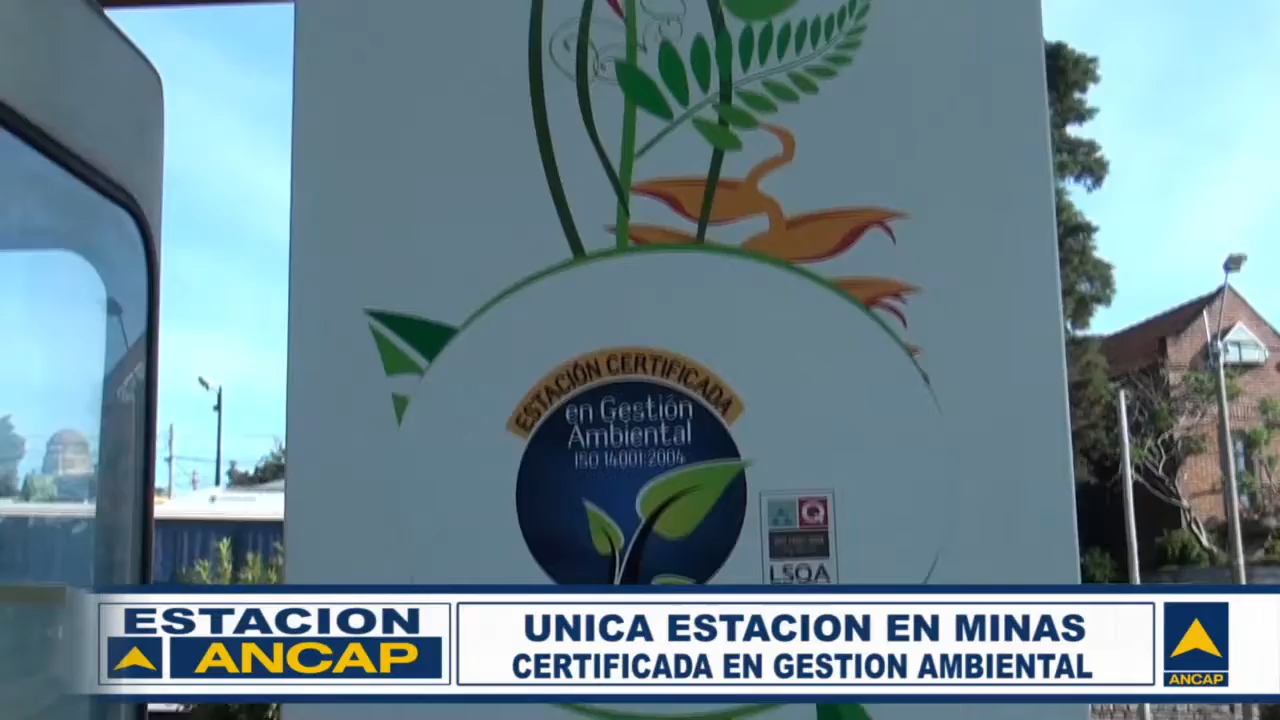 ESTACIÓN CERTIFICADA
en Gestión
Ambiental
ISO 14001:2004
LSQA
ESTACION
ANCAP
UNICA ESTACION EN MINAS
CERTIFICADA EN GESTION AMBIENTAL
ANCAP